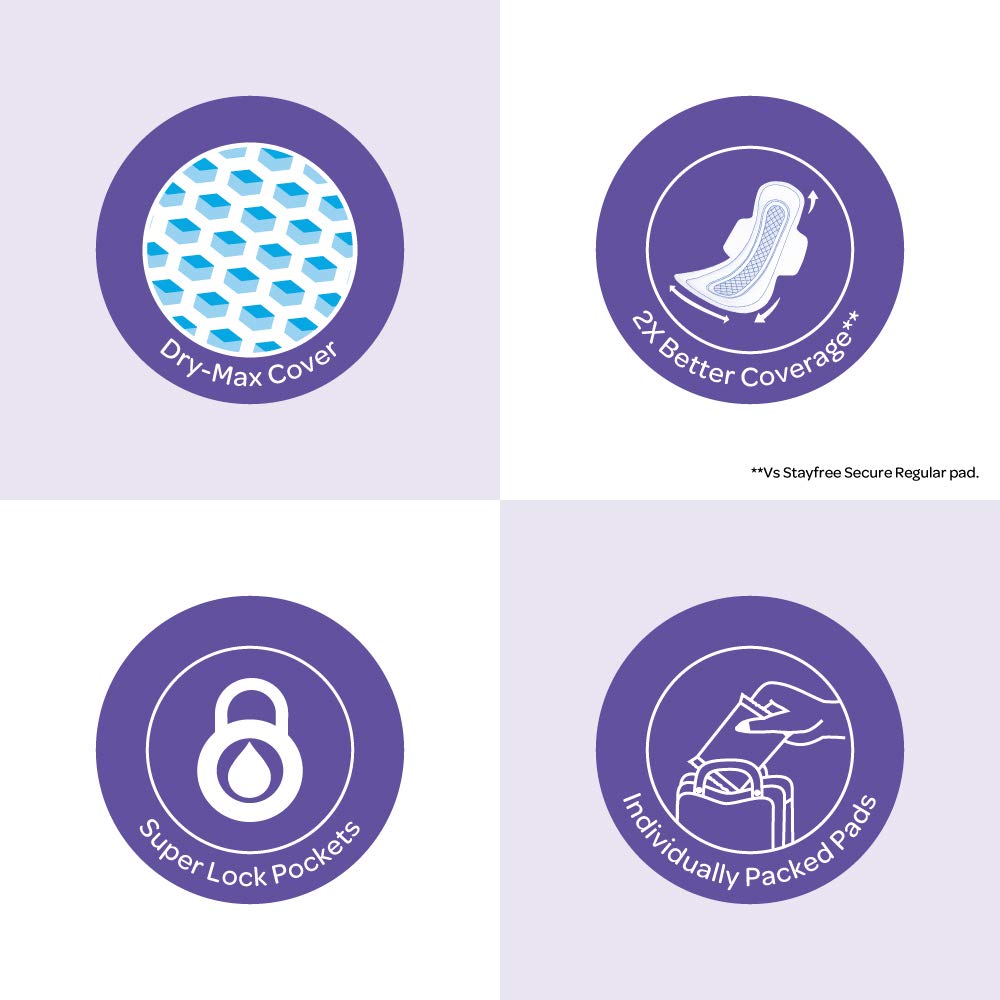 Dry-Max Cover
2X Better Coverage**
**Vs Stayfree Secure Regular pad.
Super Lock Pockets
Individually Packed Pads